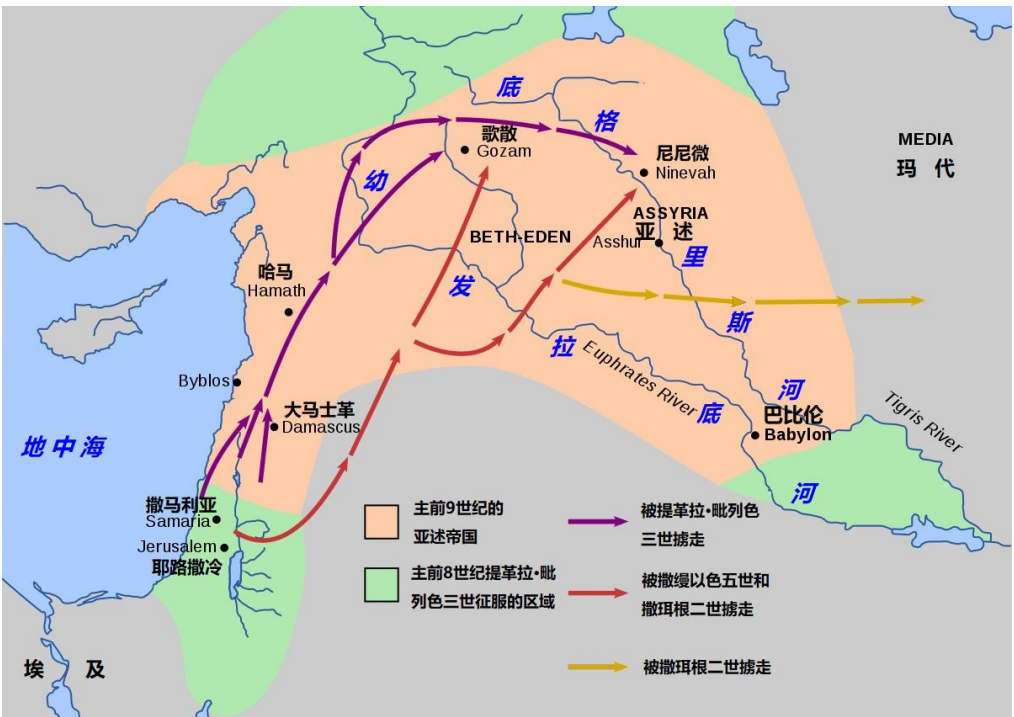 底
格
歌散
Gozam
尼尼微
Ninevah
MEDIA
玛 代
幼
ASSYRIA
亚 述
Asshur
BETH-EDEN
里
哈马
Hamath
发
斯
拉
Euphrates River
Byblos
底
河
巴比伦
Babylon
Tigris River
大马士革
Damascus
地中海
河
撒马利亚
Samaria
Jerusalem
耶路撒冷
主前9世纪的
亚述帝国
主前8世纪提革拉•毗
列色三世征服的区域
被提革拉•毗列色
三世掳走
被撒缦以色五世和
撒珥根二世掳走
被撒珥根二世掳走
埃 及